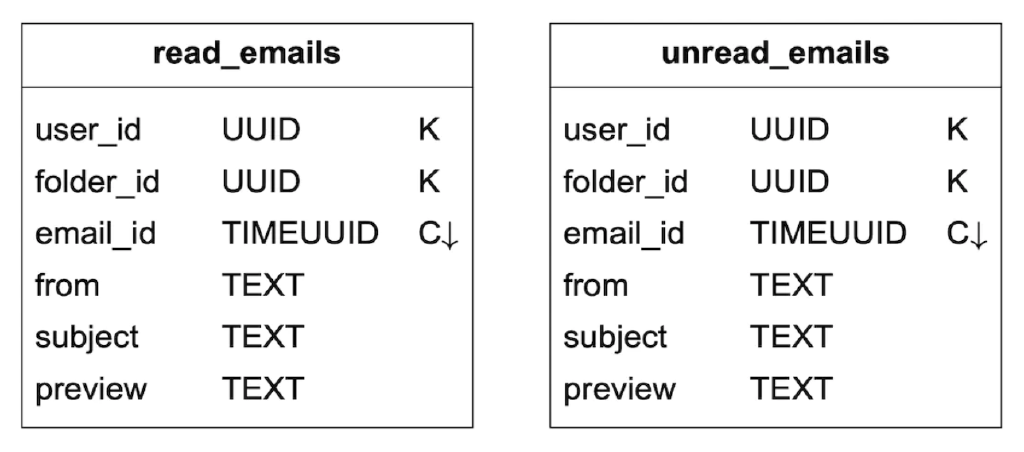 read_emails
user_id UUID K
folder_id UUID K
email_id TIMEUUID C↓
from TEXT
subject TEXT
preview TEXT
unread_emails
user_id UUID K
folder_id UUID K
email_id TIMEUUID C↓
from TEXT
subject TEXT
preview TEXT